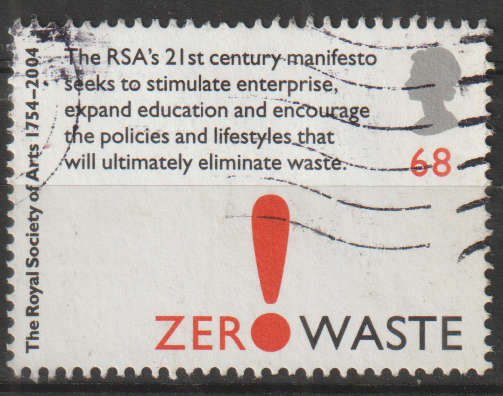 The RSA's 21st century manifesto
seeks to stimulate enterprise,
expand education and encourage
the policies and lifestyles that
will ultimately eliminate waste.
68
The Royal Society of Arts 1754–2004
ZER! WASTE